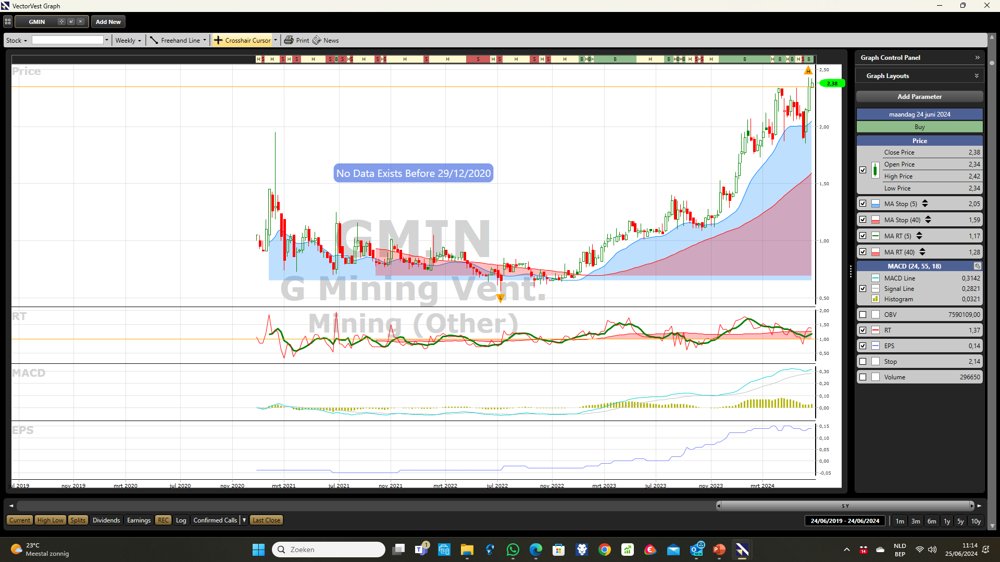 VectorVest Graph
GMIN
Add New
Stock
Weekly
Freehand Line
Crosshair Cursor
Print
News
Price
2,50
2,38
2,00
1,50
1,00
0,50
H
L
No Data Exists Before 29/12/2020
GMIN
G Mining Vent.
Mining (Other)
RT
2,00
1,50
1,00
0,50
MACD
0,30
0,20
0,10
0,00
EPS
0,15
0,10
0,05
0,00
-0,05
jul 2019 nov 2019 mrt 2020 jul 2020 nov 2020 mrt 2021 jul 2021 nov 2021 mrt 2022 jul 2022 nov 2022 mrt 2023 jul 2023 nov 2023 mrt 2024
Graph Control Panel
Graph Layouts
Add Parameter
maandag 24 juni 2024
Buy
Price
Close Price 2,38
Open Price 2,34
High Price 2,42
Low Price 2,34
MA Stop (5) 2,05
MA Stop (40) 1,59
MA RT (5) 1,17
MA RT (40) 1,28
MACD (24, 55, 18)
MACD Line 0,3142
Signal Line 0,2821
Histogram 0,0321
OBV 7590109,00
RT 1,37
EPS 0,14
Stop 2,14
Volume 296650
5 Y
Current High Low Splits Dividends Earnings REC Log Confirmed Calls Last Close
24/06/2019 - 24/06/2024 1m 3m 6m 1y 5y 10y
23°C
Meestal zonnig
Zoeken
1
NEW
14
NLD
BEP
11:14
25/06/2024